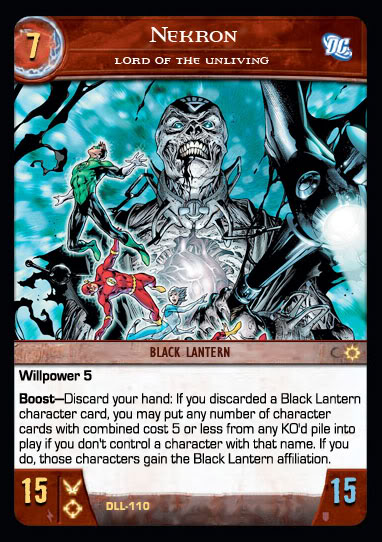 7
Nekron
DC
LORD OF THE UNLIVING
BLACK LANTERN
C
Willpower 5
Boost—Discard your hand: If you discarded a Black Lantern
character card, you may put any number of character
cards with combined cost 5 or less from any KO'd pile into
play if you don't control a character with that name. If you
do, those characters gain the Black Lantern affiliation.
15
DLL-110
15